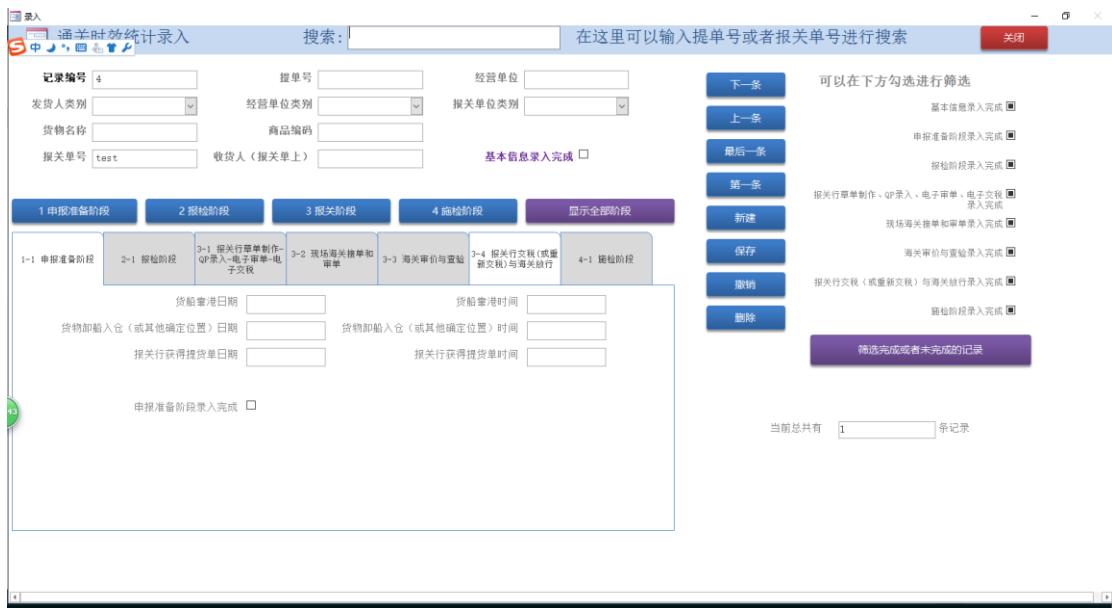 录入
通关时效统计录入
搜索:
在这里可以输入提单号或者报关单号进行搜索
关闭
中
记录编号 4
提单号
经营单位
发货人类别
经营单位类别
报关单位类别
货物名称
商品编码
报关单号 test
收货人（报关单上）
基本信息录入完成
1 申报准备阶段
2 报检阶段
3 报关阶段
4 施检阶段
显示全部阶段
1-1 申报准备阶段
2-1 报检阶段
3-1 报关行草单制作-
QP录入-电子审单-电
子交税
3-2 现场海关接单和
审单
3-3 海关审价与查验
3-4 报关行交税(或重
新交税)与海关放行
4-1 施检阶段
货船靠港日期
货船靠港时间
货物卸船入仓（或其他确定位置）日期
货物卸船入仓（或其他确定位置）时间
报关行获得提货单日期
报关行获得提货单时间
申报准备阶段录入完成
43
下一条
上一条
最后一条
第一条
新建
保存
撤销
删除
可以在下方勾选进行筛选
基本信息录入完成
申报准备阶段录入完成
报检阶段录入完成
报关行草单制作、QP录入、电子审单、电子交税
录入完成
现场海关接单和审单录入完成
海关审价与查验录入完成
报关行交税（或重新交税）与海关放行录入完成
施检阶段录入完成
筛选完成或者未完成的记录
当前总共有 1 条记录